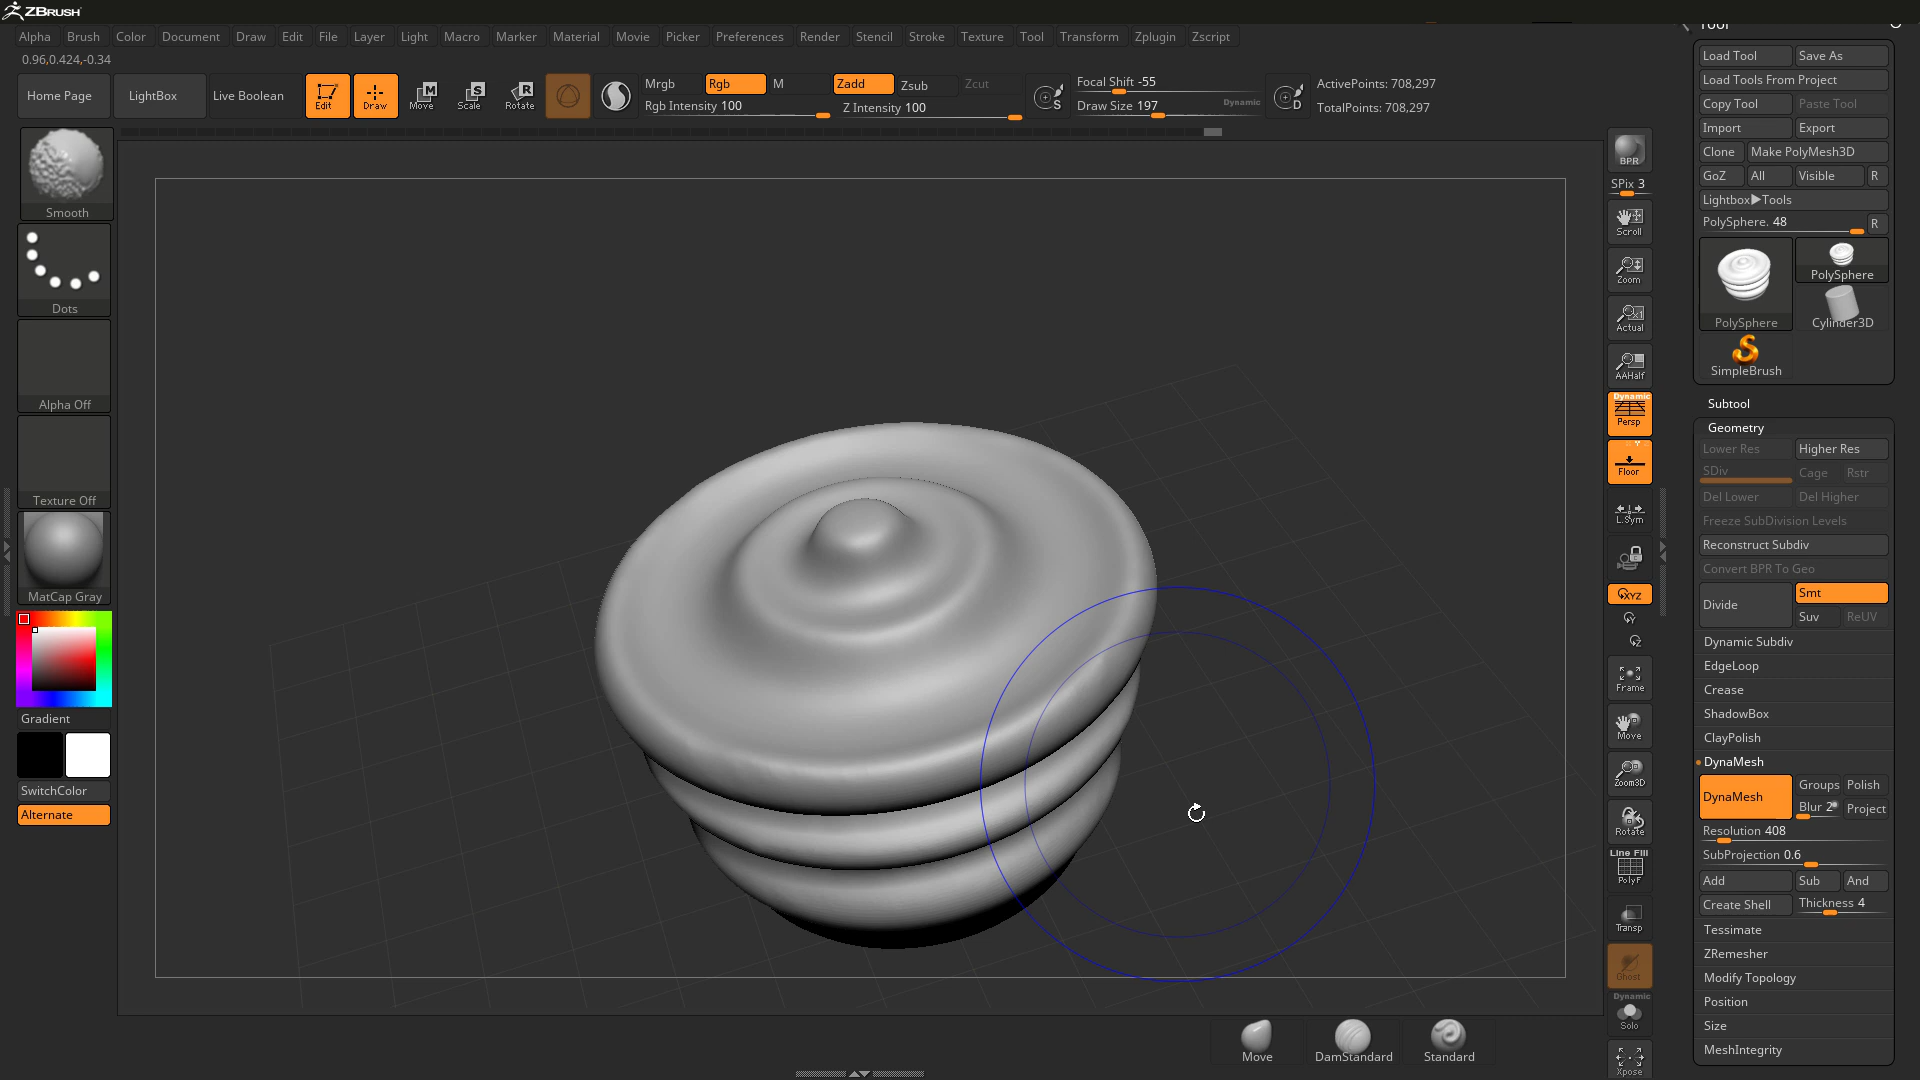 ZBRUSH
Tool
Alpha Brush Color Document Draw Edit File Layer Light Macro Marker Material Movie Picker Preferences Render Stencil Stroke Texture Tool Transform Zplugin Zscript
0.96,0.424,-0.34
Home Page
LightBox
Live Boolean
Edit
Draw
Move
Scale
Rotate
Mrgb Rgb M
Rgb Intensity 100
Zadd Zsub Zcut
Z Intensity 100
S
Focal Shift -55
Draw Size 197
Dynamic
D
ActivePoints: 708,297
TotalPoints: 708,297
Smooth
Dots
Alpha Off
Texture Off
MatCap Gray
Gradient
SwitchColor
Alternate
BPR
SPix 3
Scroll
Zoom
Actual
AAHalf
Dynamic
Persp
Floor
L.Sym
XYZ
Y
Z
Frame
Move
Zoom3D
Rotate
Line Fill
PolyF
Transp
Ghost
Dynamic
Solo
Xpose
Load Tool Save As
Load Tools From Project
Copy Tool Paste Tool
Import Export
Clone Make PolyMesh3D
GoZ All Visible R
Lightbox▶Tools
PolySphere. 48 R
PolySphere
PolySphere
Cylinder3D
SimpleBrush
Subtool
Geometry
Lower Res Higher Res
SDiv Cage Rstr
Del Lower Del Higher
Freeze SubDivision Levels
Reconstruct Subdiv
Convert BPR To Geo
Divide Smt
Suv ReUV
Dynamic Subdiv
EdgeLoop
Crease
ShadowBox
ClayPolish
DynaMesh
DynaMesh Groups Polish
Blur 2 Project
Resolution 408
SubProjection 0.6
Add Sub And
Create Shell Thickness 4
Tessimate
ZRemesher
Modify Topology
Position
Size
MeshIntegrity
Move
DamStandard
Standard